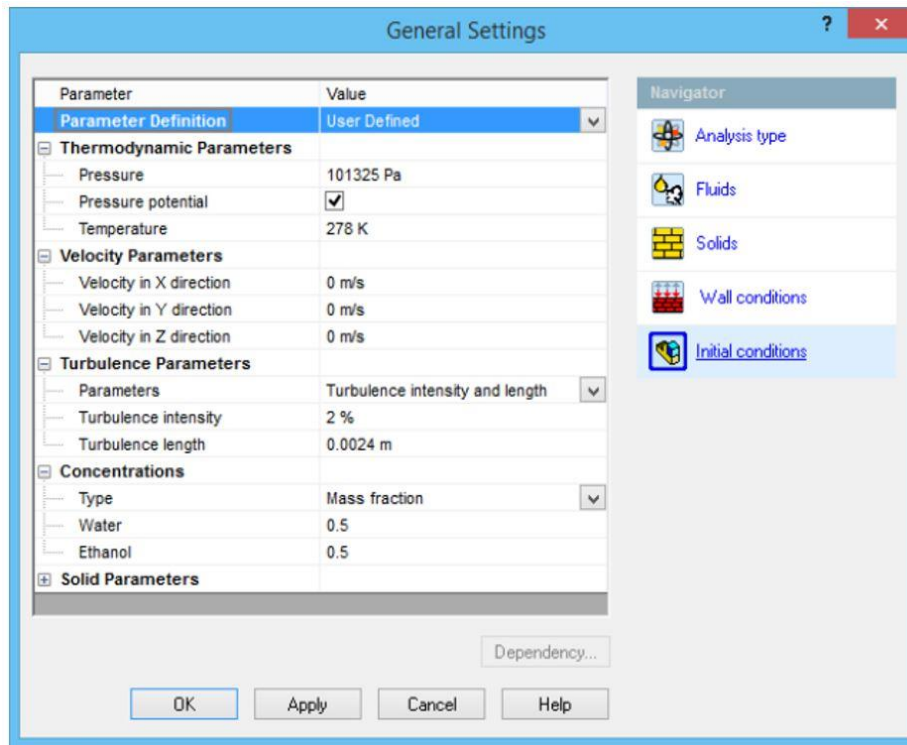 General Settings
?
Parameter Value
Parameter Definition User Defined
Thermodynamic Parameters
Pressure 101325 Pa
Pressure potential
Temperature 278 K
Velocity Parameters
Velocity in X direction 0 m/s
Velocity in Y direction 0 m/s
Velocity in Z direction 0 m/s
Turbulence Parameters
Parameters Turbulence intensity and length
Turbulence intensity 2 %
Turbulence length 0.0024 m
Concentrations
Type Mass fraction
Water 0.5
Ethanol 0.5
Solid Parameters
Dependency...
OK Apply Cancel Help
Navigator
Analysis type
Fluids
Solids
Wall conditions
Initial conditions